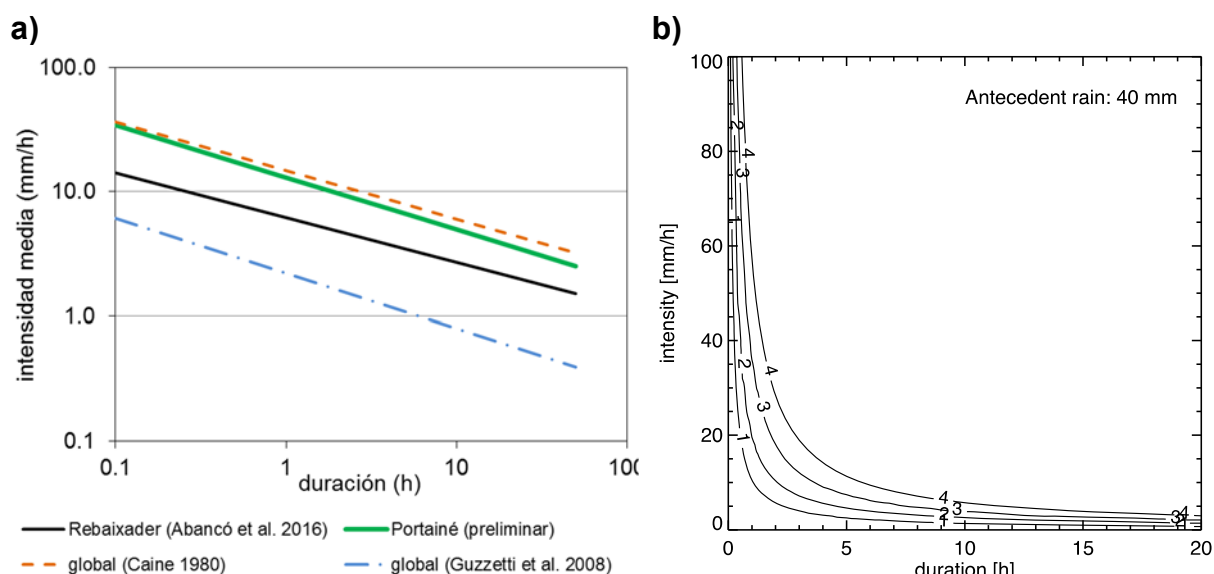 a)
100.0
10.0
1.0
0.1
intensidad media (mm/h)
0.1
1
10
100
duración (h)
Rebaixader (Abancó et al. 2016)
Portainé (preliminar)
global (Caine 1980)
global (Guzzetti et al. 2008)
b)
Antecedent rain: 40 mm
100
80
60
40
20
0
intensity [mm/h]
0
5
10
15
20
duration [h]
1
2
3
4
1
2
3
4
2
3
4
3
4